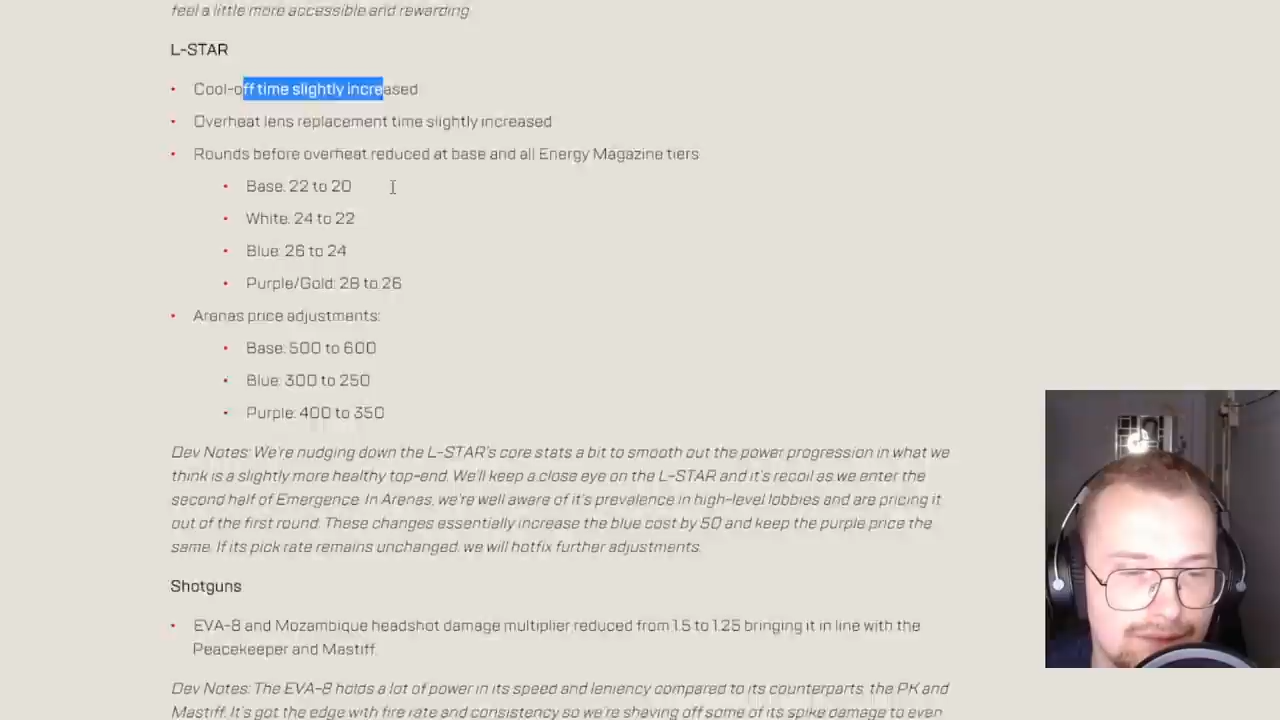 feel a little more accessible and rewarding
L-STAR
• Cool-off time slightly increased
• Overheat lens replacement time slightly increased
• Rounds before overheat reduced at base and all Energy Magazine tiers
• Base: 22 to 20
• White: 24 to 22
• Blue: 26 to 24
• Purple/Gold: 28 to 26
• Arenas price adjustments:
• Base: 500 to 600
• Blue: 300 to 250
• Purple: 400 to 350
Dev Notes: We're nudging down the L-STAR's core stats a bit to smooth out the power progression in what we
think is a slightly more healthy top-end. We'll keep a close eye on the L-STAR and it's recoil as we enter the
second half of Emergence. In Arenas, we're well aware of it's prevalence in high-level lobbies and are pricing it
out of the first round. These changes essentially increase the blue cost by 50 and keep the purple price the
same. If its pick rate remains unchanged, we will hotfix further adjustments.
Shotguns
• EVA-8 and Mozambique headshot damage multiplier reduced from 1.5 to 1.25 bringing it in line with the
Peacekeeper and Mastiff.
Dev Notes: The EVA-8 holds a lot of power in its speed and leniency compared to its counterparts, the PK and
Mastiff. It's got the edge with fire rate and consistency so we're shaving off some of its spike damage to even